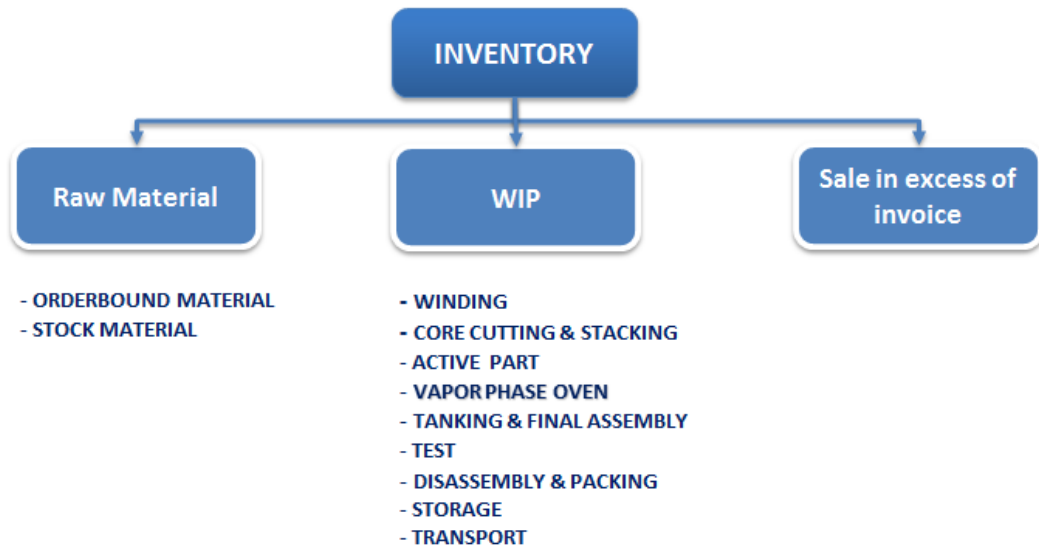 INVENTORY
Raw Material
WIP
Sale in excess of
invoice
- ORDERBOUND MATERIAL
- STOCK MATERIAL
- WINDING
- CORE CUTTING & STACKING
- ACTIVE PART
- VAPOR PHASE OVEN
- TANKING & FINAL ASSEMBLY
- TEST
- DISASSEMBLY & PACKING
- STORAGE
- TRANSPORT